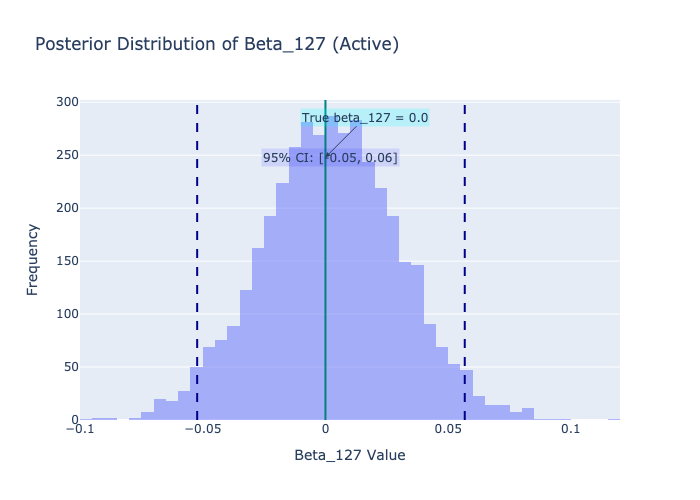 Posterior Distribution of Beta_127 (Active)
True beta_127 = 0.0
95% CI: [-0.05, 0.06]
Frequency
300
250
200
150
100
50
0
−0.1
−0.05
0
0.05
0.1
Beta_127 Value